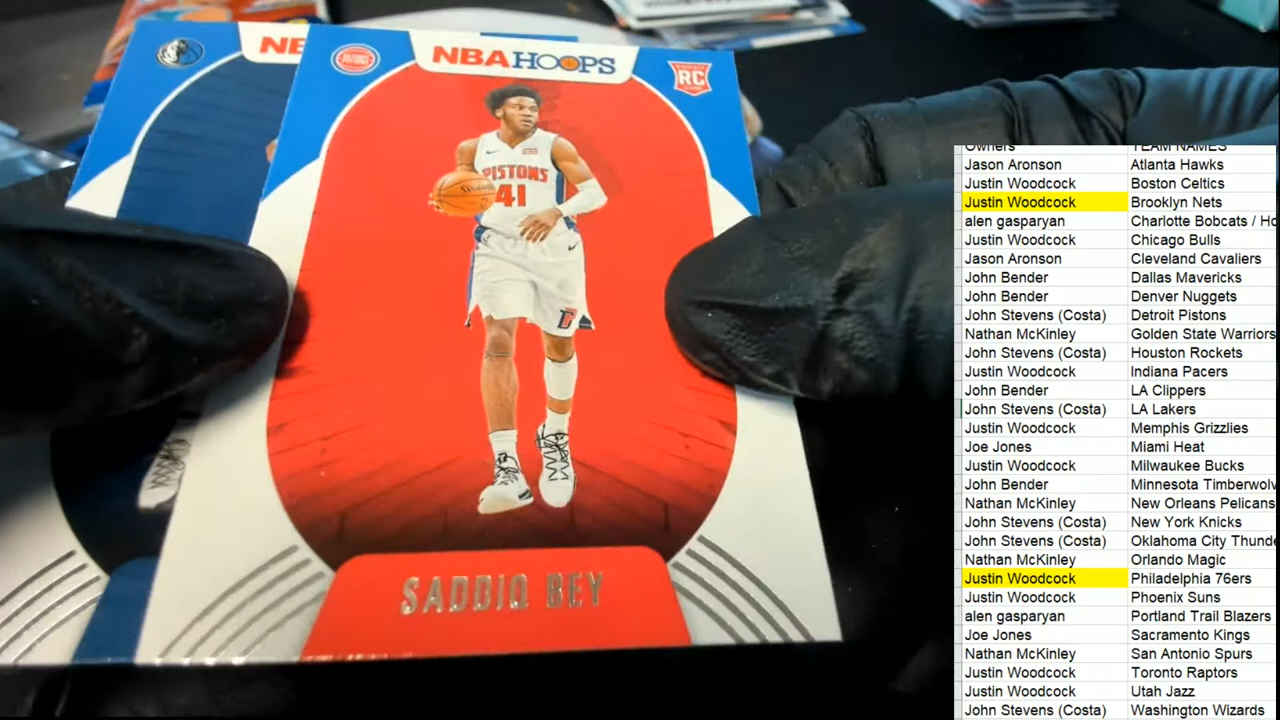 NE
NBA HOOPS
ROOKIE
RC
PISTONS
PISTONS
41
SADDIQ BEY
Owners TEAM NAMES
Jason Aronson Atlanta Hawks
Justin Woodcock Boston Celtics
Justin Woodcock Brooklyn Nets
alen gasparyan Charlotte Bobcats / Ho
Justin Woodcock Chicago Bulls
Jason Aronson Cleveland Cavaliers
John Bender Dallas Mavericks
John Bender Denver Nuggets
John Stevens (Costa) Detroit Pistons
Nathan McKinley Golden State Warriors
John Stevens (Costa) Houston Rockets
Justin Woodcock Indiana Pacers
John Bender LA Clippers
John Stevens (Costa) LA Lakers
Justin Woodcock Memphis Grizzlies
Joe Jones Miami Heat
Justin Woodcock Milwaukee Bucks
John Bender Minnesota Timberwolv
Nathan McKinley New Orleans Pelicans
John Stevens (Costa) New York Knicks
John Stevens (Costa) Oklahoma City Thunde
Nathan McKinley Orlando Magic
Justin Woodcock Philadelphia 76ers
Justin Woodcock Phoenix Suns
alen gasparyan Portland Trail Blazers
Joe Jones Sacramento Kings
Nathan McKinley San Antonio Spurs
Justin Woodcock Toronto Raptors
Justin Woodcock Utah Jazz
John Stevens (Costa) Washington Wizards